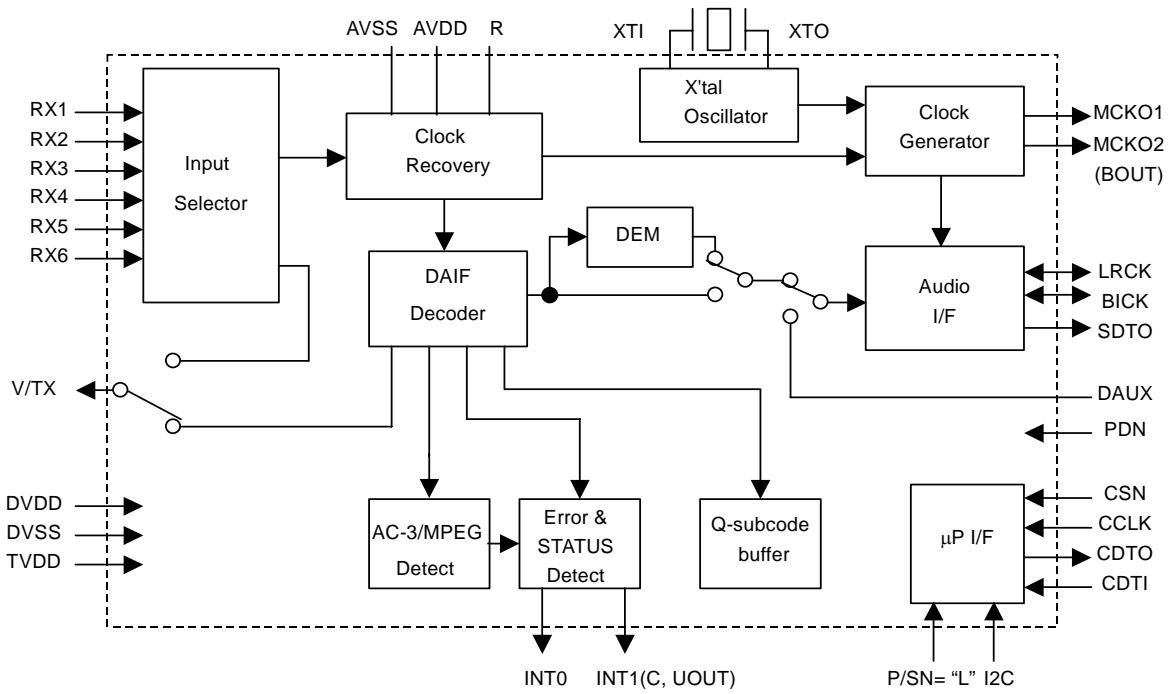 AVSS AVDD R
XTI XTO
RX1
RX2
RX3
RX4
RX5
RX6
Input
Selector
Clock
Recovery
X'tal
Oscillator
Clock
Generator
MCKO1
MCKO2
(BOUT)
DAIF
Decoder
DEM
Audio
I/F
LRCK
BICK
SDTO
V/TX
DAUX
PDN
DVDD
DVSS
TVDD
AC-3/MPEG
Detect
Error &
STATUS
Detect
Q-subcode
buffer
μP I/F
CSN
CCLK
CDTO
CDTI
INT0
INT1(C, UOUT)
P/SN= “L” I2C